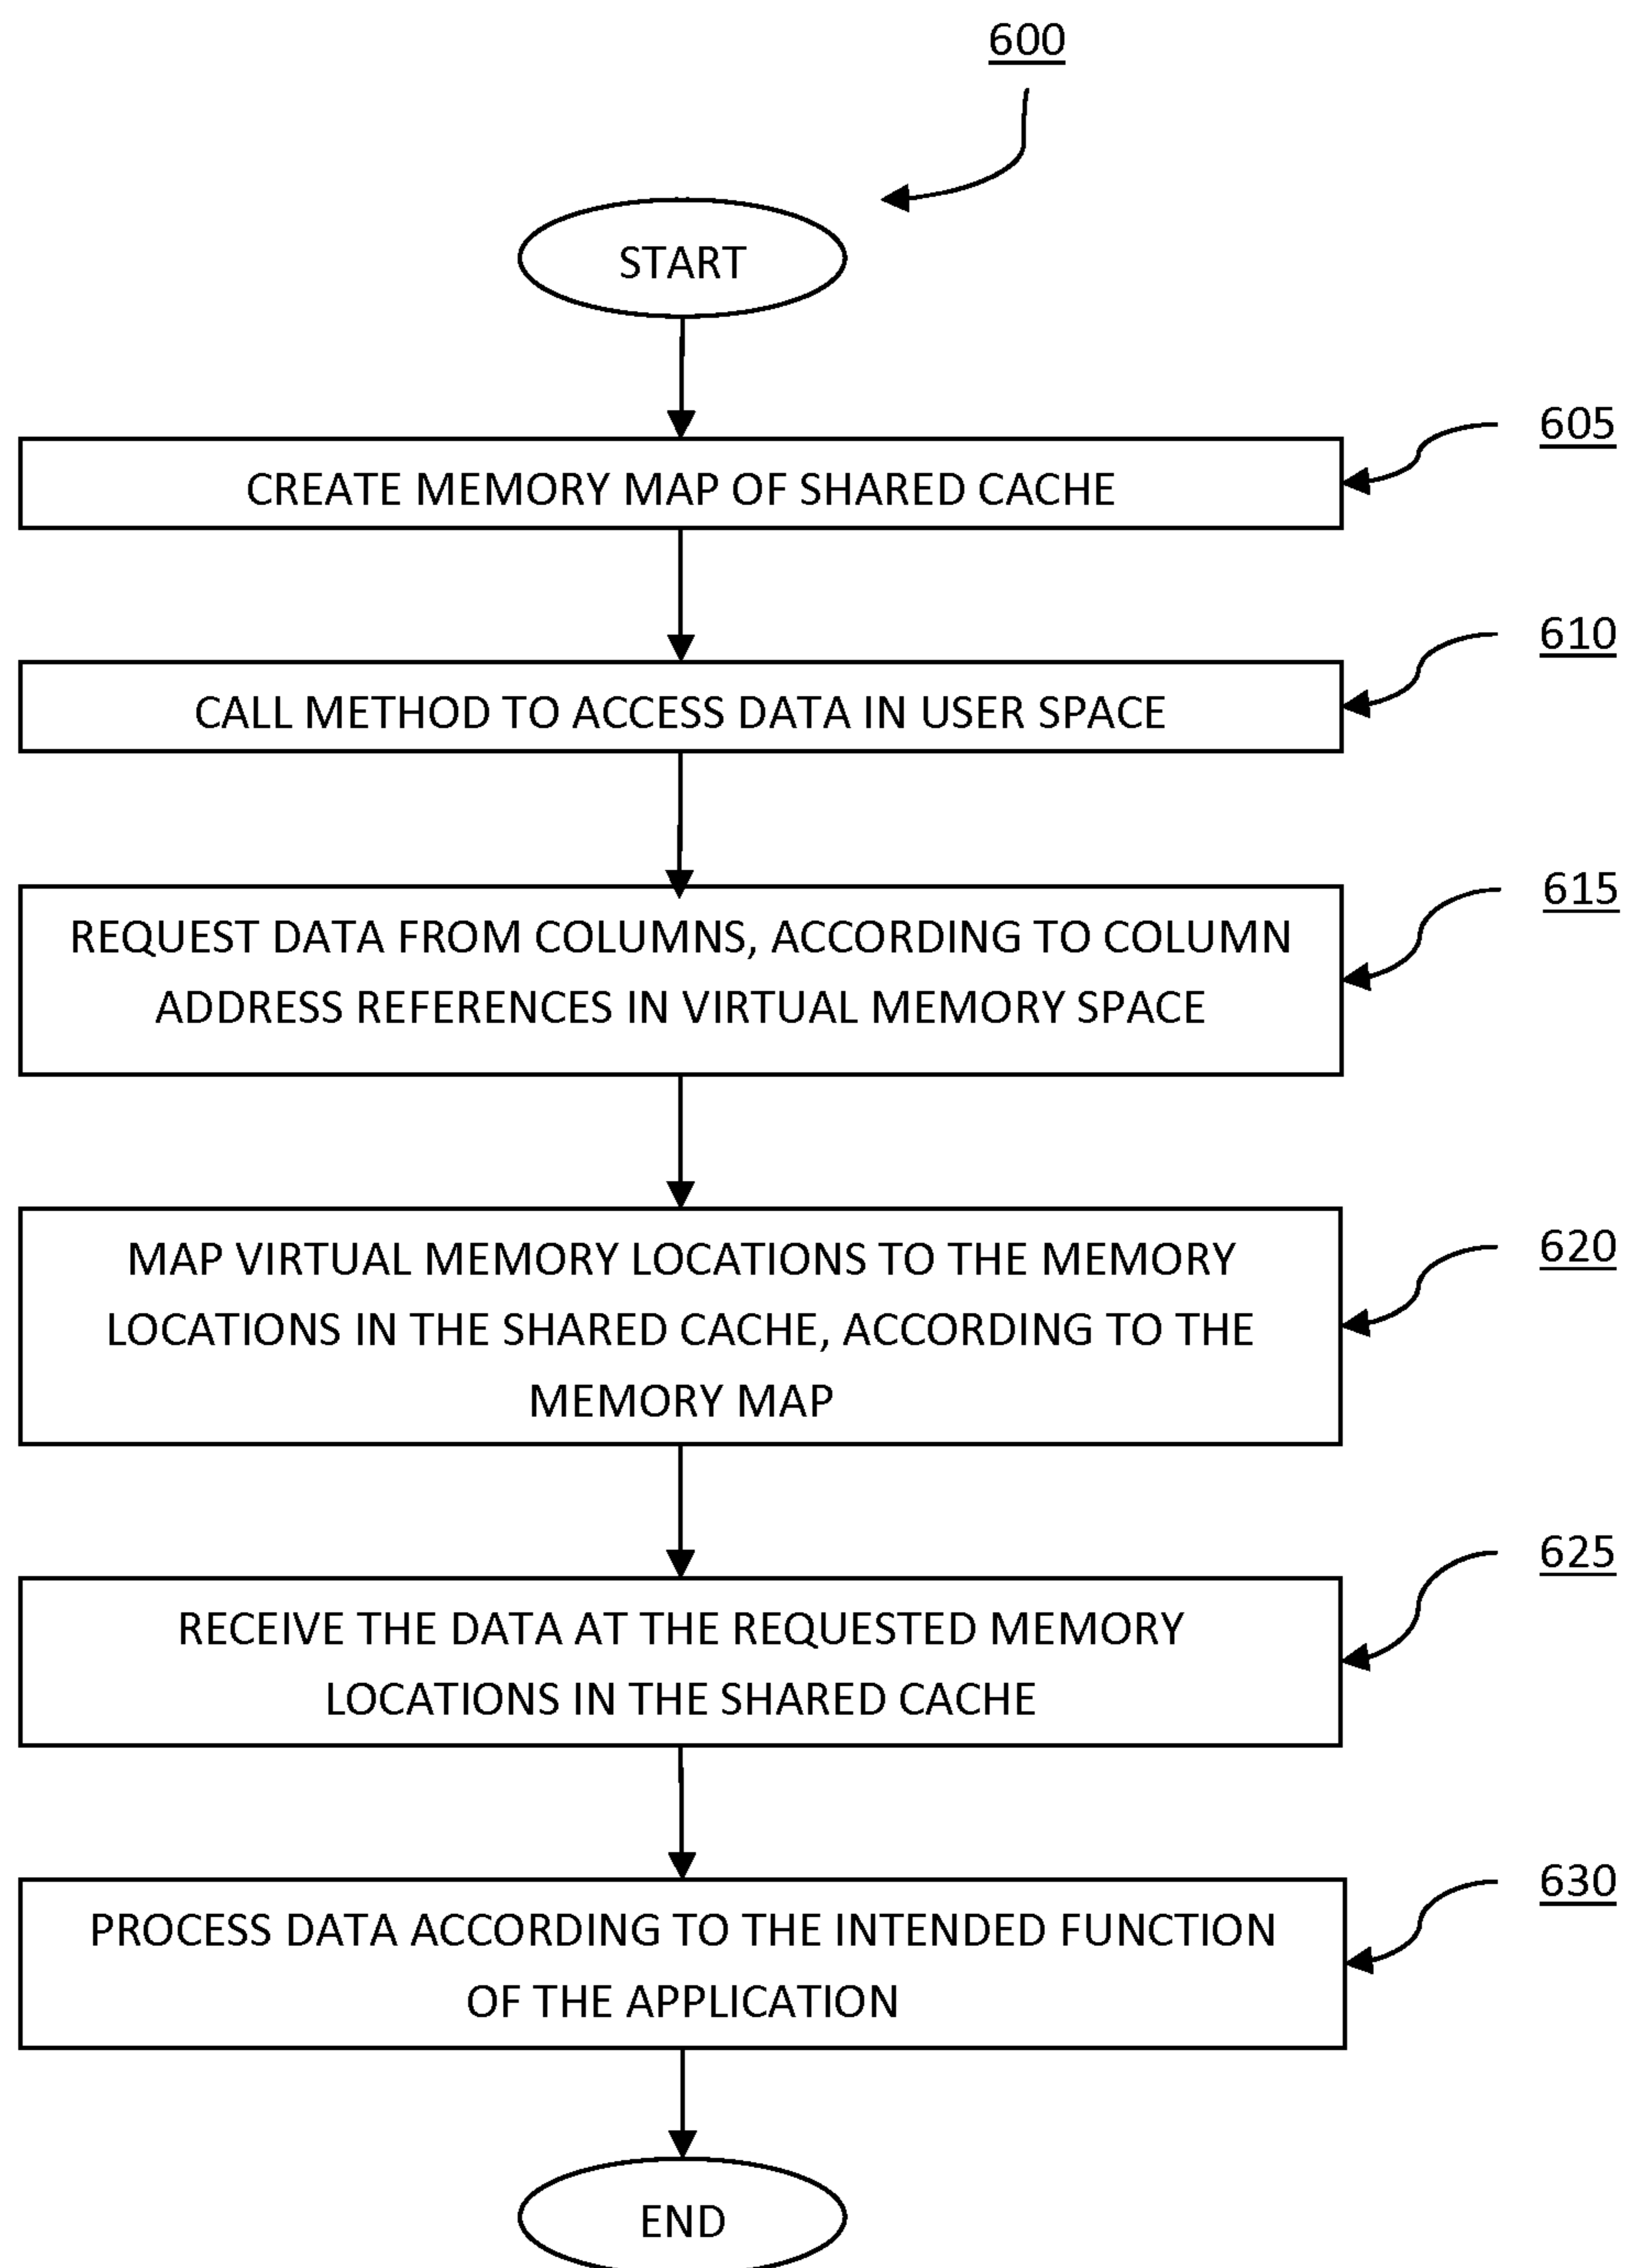 600
START
605
CREATE MEMORY MAP OF SHARED CACHE
610
CALL METHOD TO ACCESS DATA IN USER SPACE
615
REQUEST DATA FROM COLUMNS, ACCORDING TO COLUMN
ADDRESS REFERENCES IN VIRTUAL MEMORY SPACE
620
MAP VIRTUAL MEMORY LOCATIONS TO THE MEMORY
LOCATIONS IN THE SHARED CACHE, ACCORDING TO THE
MEMORY MAP
625
RECEIVE THE DATA AT THE REQUESTED MEMORY
LOCATIONS IN THE SHARED CACHE
630
PROCESS DATA ACCORDING TO THE INTENDED FUNCTION
OF THE APPLICATION
END